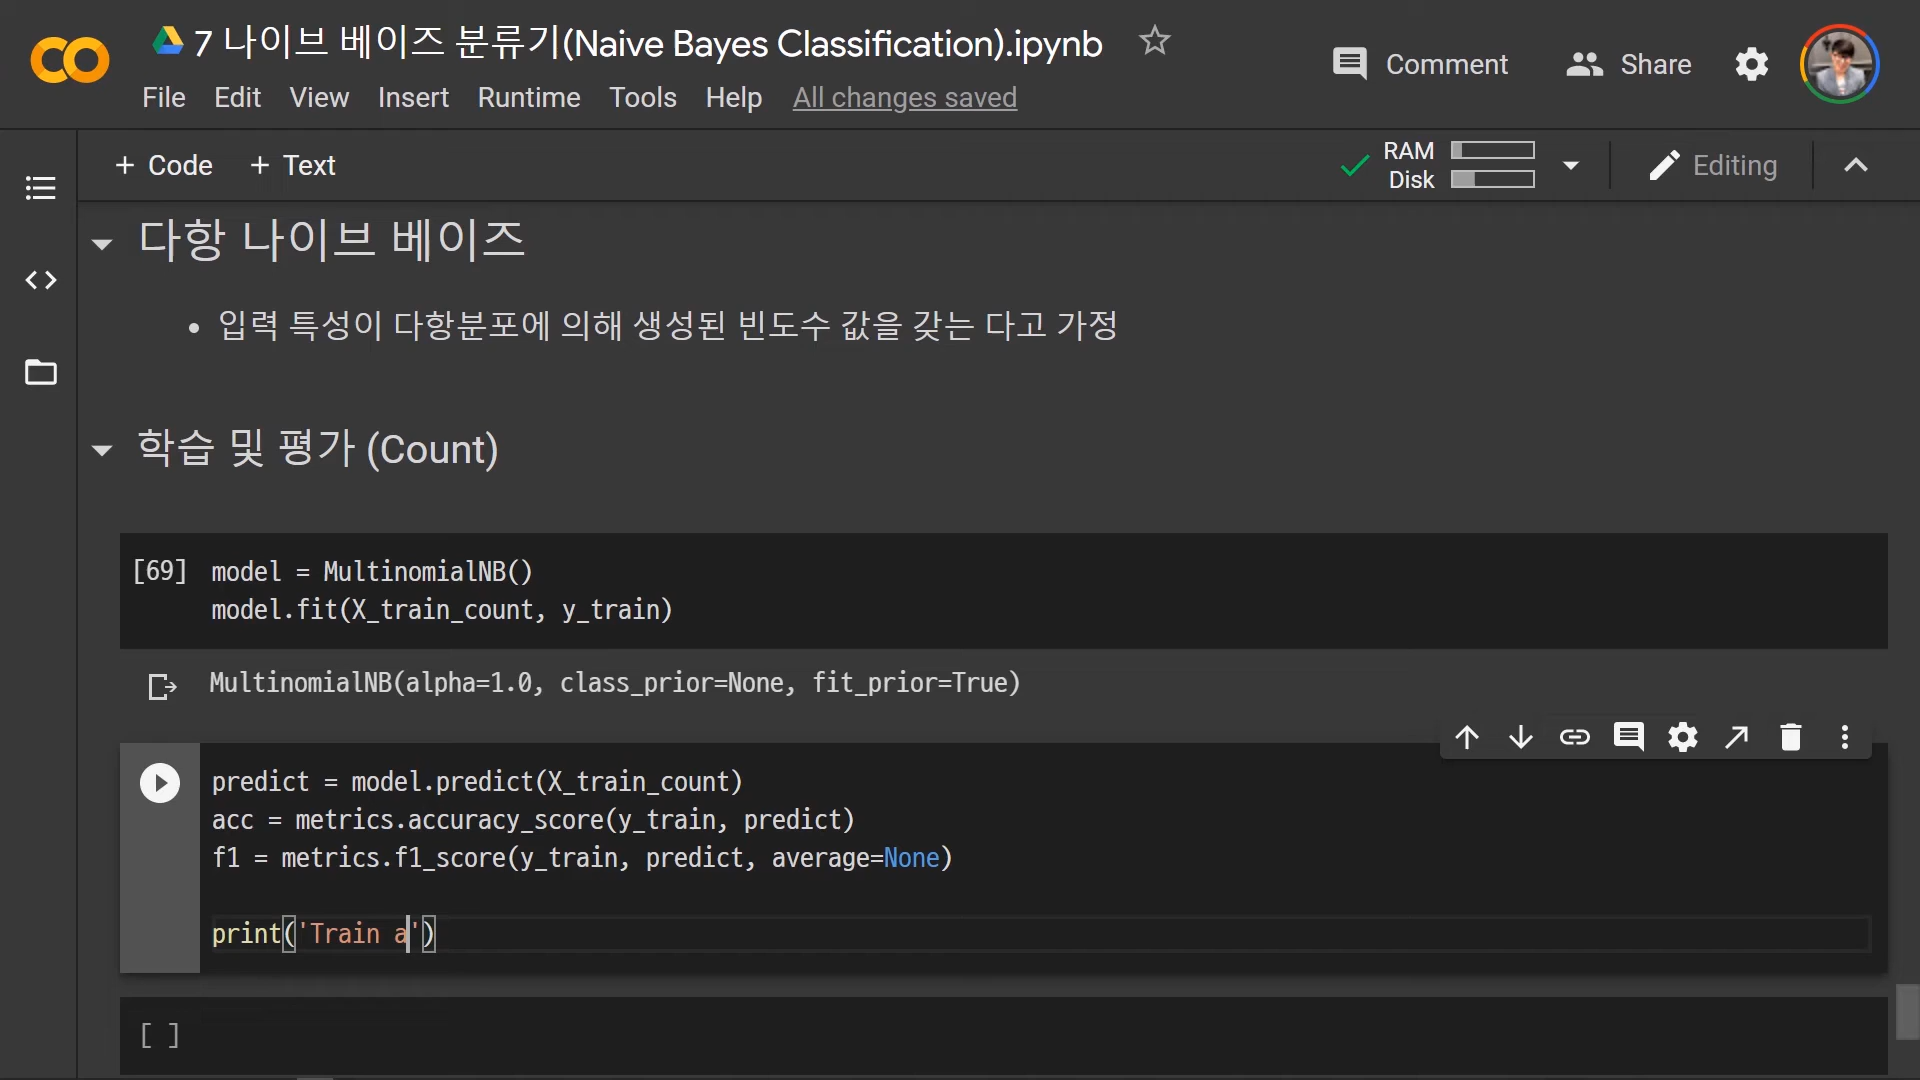 7 나이브 베이즈 분류기(Naive Bayes Classification).ipynb
Comment
Share
File Edit View Insert Runtime Tools Help All changes saved
+ Code + Text
RAM
Disk
Editing
다항 나이브 베이즈
• 입력 특성이 다항분포에 의해 생성된 빈도수 값을 갖는 다고 가정
학습 및 평가 (Count)
[69] model = MultinomialNB()
model.fit(X_train_count, y_train)
MultinomialNB(alpha=1.0, class_prior=None, fit_prior=True)
predict = model.predict(X_train_count)
acc = metrics.accuracy_score(y_train, predict)
f1 = metrics.f1_score(y_train, predict, average=None)
print('Train a')
[ ]